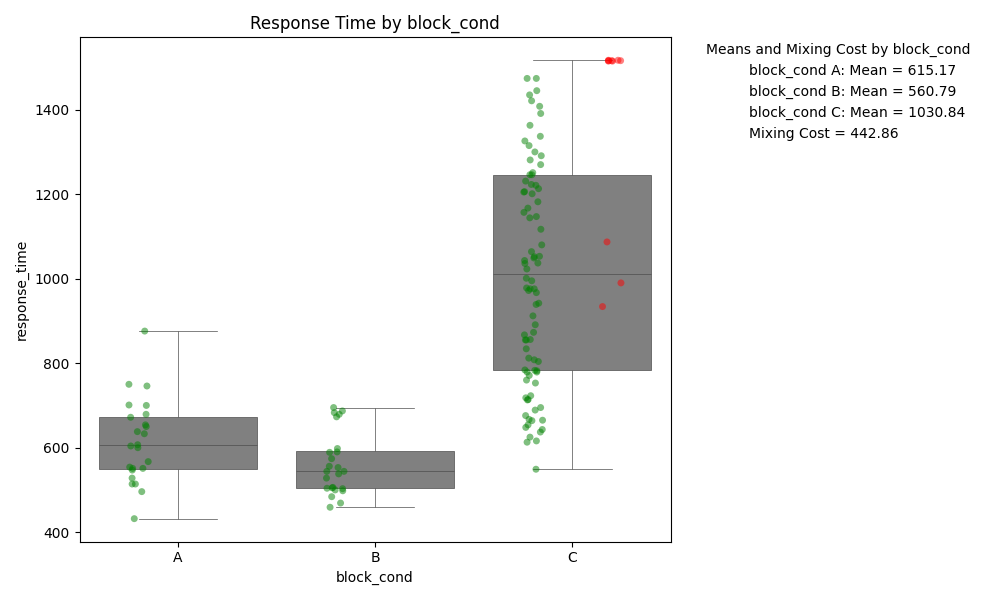 Response Time by block_cond
Means and Mixing Cost by block_cond
block_cond A: Mean = 615.17
block_cond B: Mean = 560.79
block_cond C: Mean = 1030.84
Mixing Cost = 442.86
response_time
1400
1200
1000
800
600
400
A
B
C
block_cond